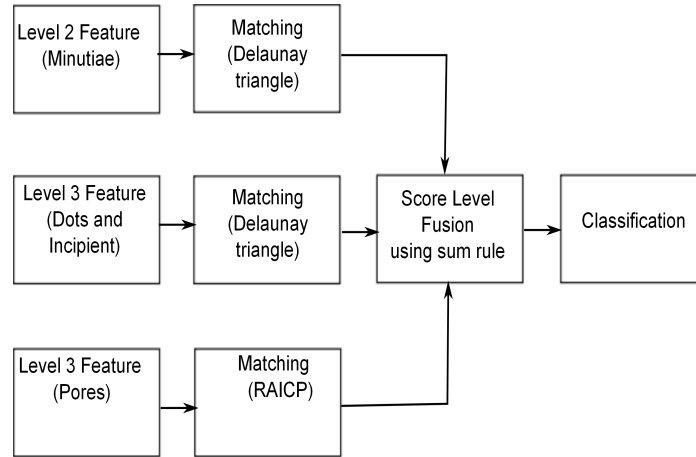 Level 2 Feature
(Minutiae)
Matching
(Delaunay
triangle)
Level 3 Feature
(Dots and
Incipient)
Matching
(Delaunay
triangle)
Score Level
Fusion
using sum rule
Classification
Level 3 Feature
(Pores)
Matching
(RAICP)